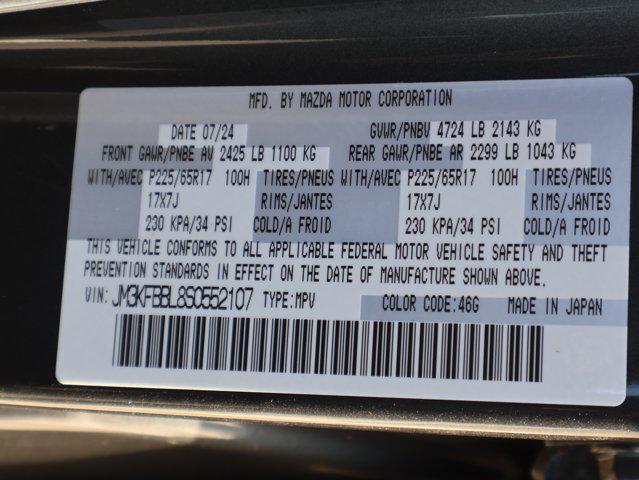 MFD. BY MAZDA MOTOR CORPORATION
DATE 07/24 GVWR/PNBV 4724 LB 2143 KG
FRONT GAWR/PNBE AV 2425 LB 1100 KG REAR GAWR/PNBE AR 2299 LB 1043 KG
WITH/AVEC P225/65R17 100H TIRES/PNEUS WITH/AVEC P225/65R17 100H TIRES/PNEUS
17X7J RIMS/JANTES 17X7J RIMS/JANTES
230 KPA/34 PSI COLD/A FROID 230 KPA/34 PSI COLD/A FROID
THIS VEHICLE CONFORMS TO ALL APPLICABLE FEDERAL MOTOR VEHICLE SAFETY AND THEFT
PREVENTION STANDARDS IN EFFECT ON THE DATE OF MANUFACTURE SHOWN ABOVE.
VIN: JM3KFBBL8S0552107 TYPE:MPV COLOR CODE:46G MADE IN JAPAN